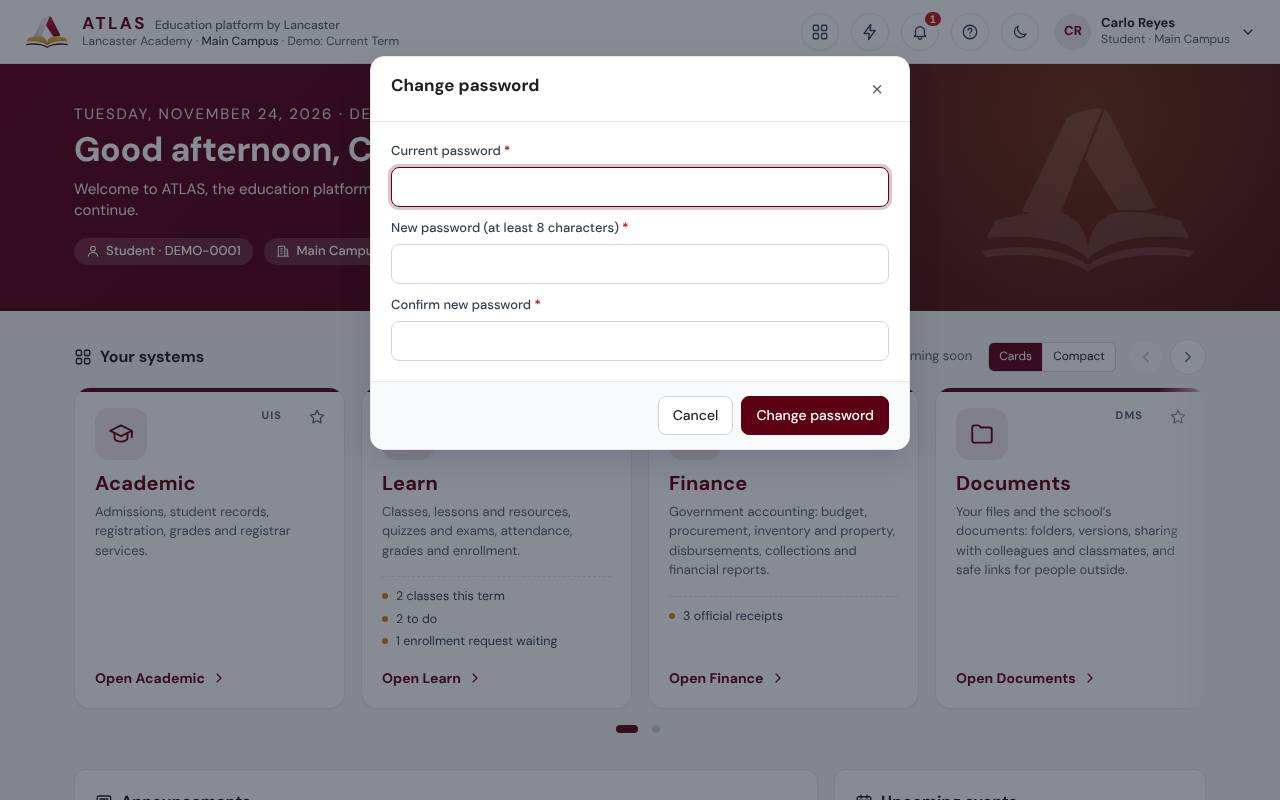 ATLAS Education platform by Lancaster
Lancaster Academy · Main Campus · Demo: Current Term
1
CR
Carlo Reyes
Student · Main Campus
Change password
Current password *
New password (at least 8 characters) *
Confirm new password *
Cancel
Change password
TUESDAY, NOVEMBER 24, 2026 · DE
Good afternoon, C
Welcome to ATLAS, the education platform
continue.
Student · DEMO-0001
Main Campu
Your systems
ming soon
Cards
Compact
UIS
Academic
Admissions, student records,
registration, grades and registrar
services.
Open Academic
Learn
Classes, lessons and resources,
quizzes and exams, attendance,
grades and enrollment.
2 classes this term
2 to do
1 enrollment request waiting
Open Learn
Finance
Government accounting: budget,
procurement, inventory and property,
disbursements, collections and
financial reports.
3 official receipts
Open Finance
DMS
Documents
Your files and the school's
documents: folders, versions, sharing
with colleagues and classmates, and
safe links for people outside.
Open Documents
Announcements
Upcoming events